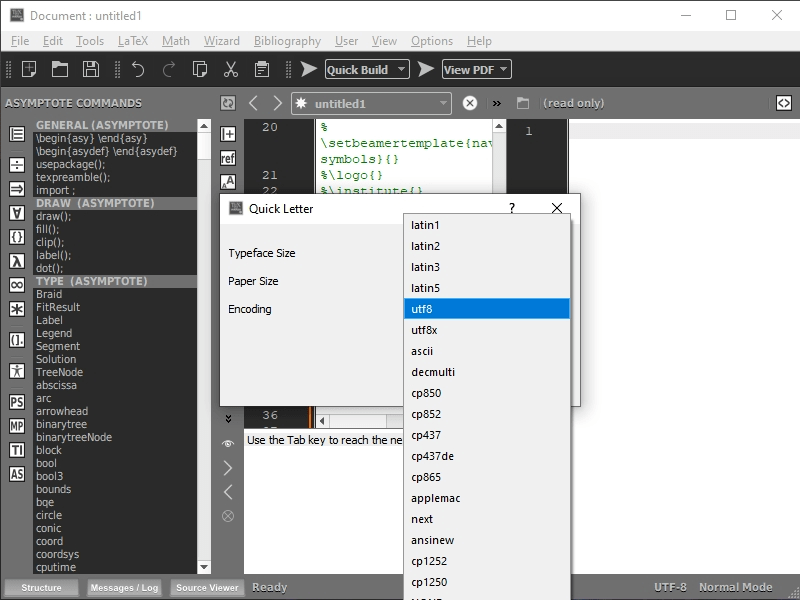 Document : untitled1
File Edit Tools LaTeX Math Wizard Bibliography User View Options Help
Quick Build View PDF
ASYMPTOTE COMMANDS untitled1 » (read only)
GENERAL (ASYMPTOTE)
\begin{asy} \end{asy}
\begin{asydef} \end{asydef}
usepackage();
texpreamble();
import ;
DRAW (ASYMPTOTE)
draw();
fill();
clip();
label();
dot();
TYPE (ASYMPTOTE)
Braid
FitResult
Label
Legend
Segment
Solution
TreeNode
abscissa
arc
arrowhead
binarytree
binarytreeNode
block
bool
bool3
bounds
bqe
circle
conic
coord
coordsys
cputime
PS
MP
TI
AS
ref
20 %
\setbeamertemplate{nav
symbols}{}
21 %\logo{}
22 %\institute{}
36
1
Quick Letter ?
Typeface Size
Paper Size
Encoding
latin1
latin2
latin3
latin5
utf8
utf8x
ascii
decmulti
cp850
cp852
cp437
cp437de
cp865
applemac
next
ansinew
cp1252
cp1250
Use the Tab key to reach the ne
Structure Messages / Log Source Viewer Ready UTF-8 Normal Mode